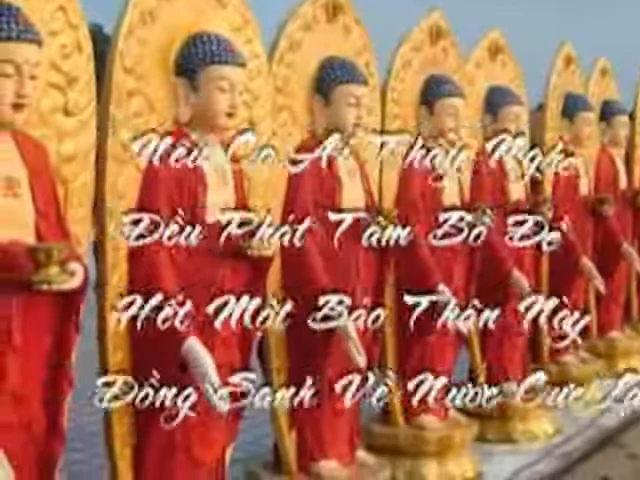 Nếu Có Ai Thấy Nghe
Đều Phát Tâm Bồ Đề
Hết Một Báo Thân Này
Đồng Sanh Về Nước Cực Lạ